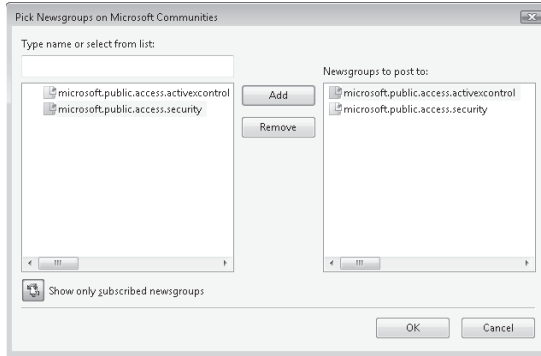 Pick Newsgroups on Microsoft Communities
Type name or select from list:
Newsgroups to post to:
microsoft.public.access.activexcontrol
microsoft.public.access.security
Add
Remove
microsoft.public.access.activexcontrol
microsoft.public.access.security
Show only subscribed newsgroups
OK
Cancel